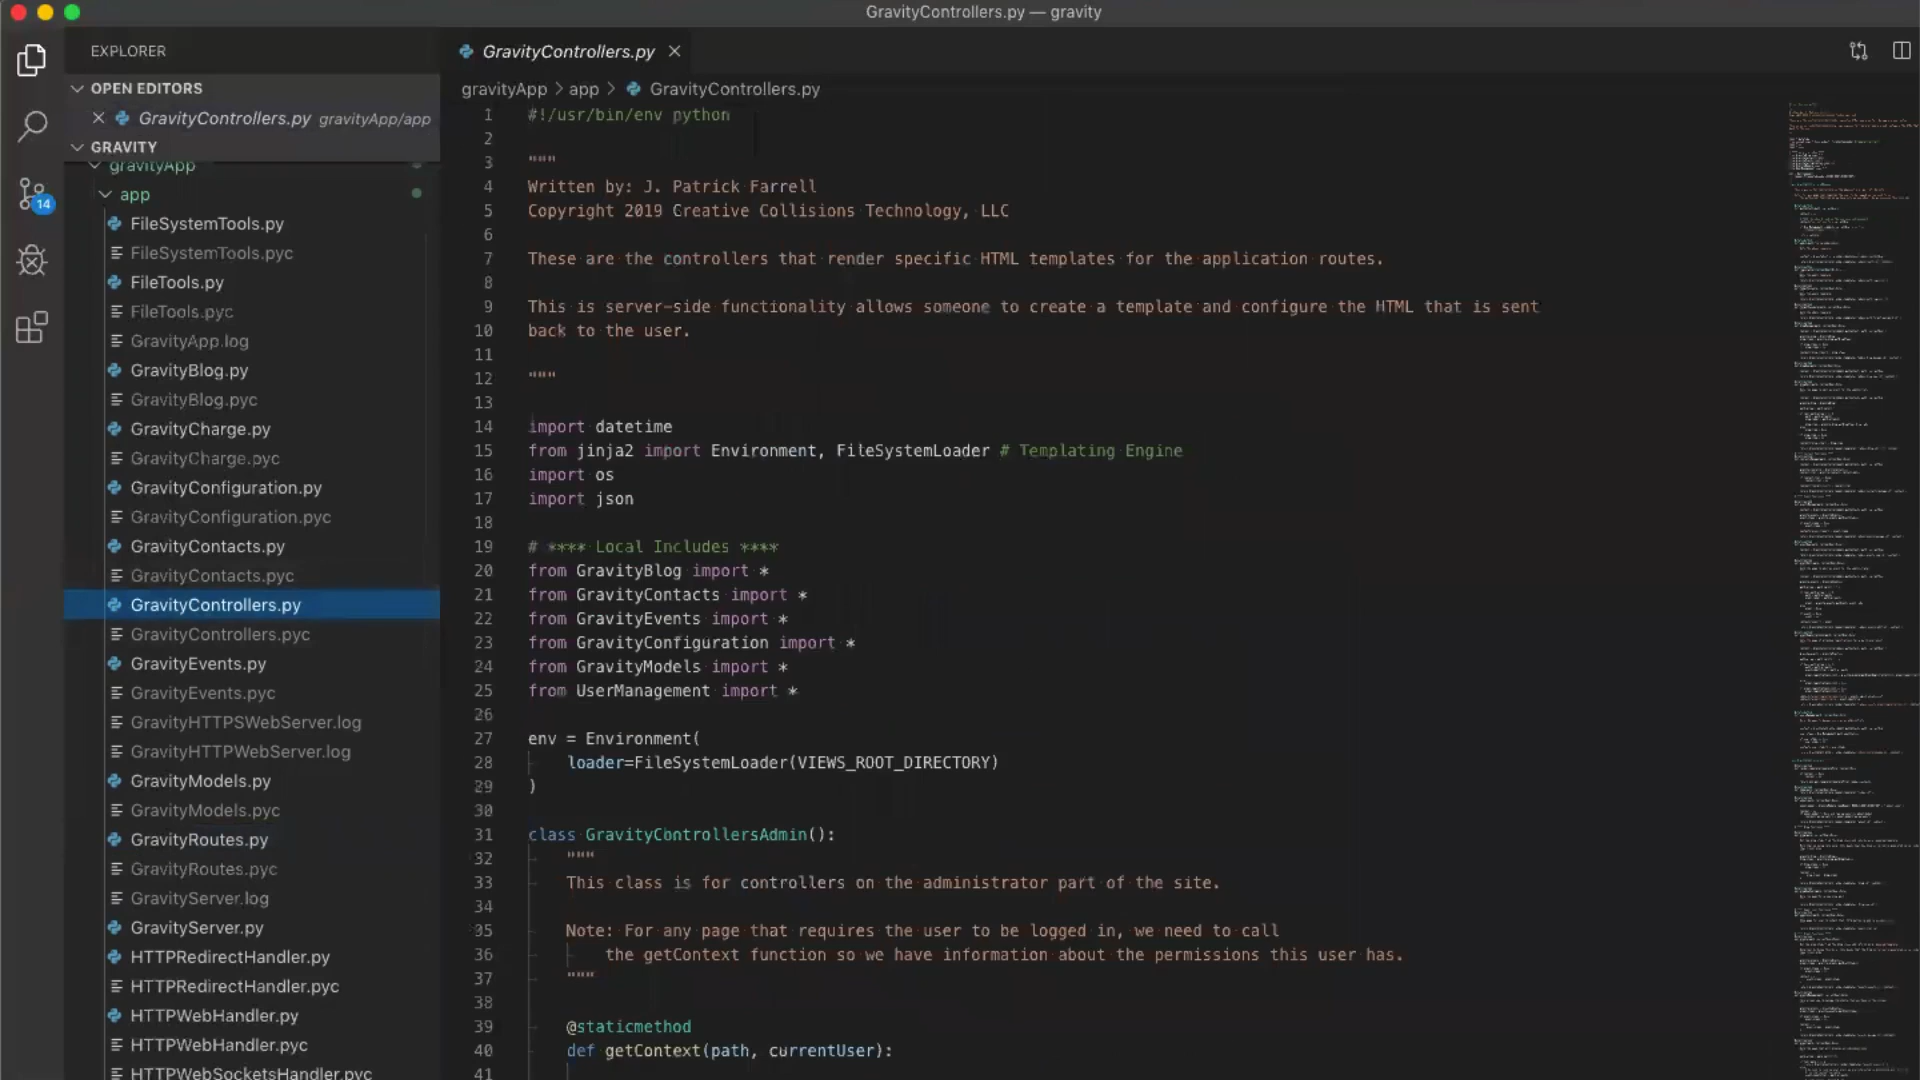 GravityControllers.py — gravity
EXPLORER
OPEN EDITORS
GravityControllers.py gravityApp/app
GRAVITY
gravityApp
app
FileSystemTools.py
FileSystemTools.pyc
FileTools.py
FileTools.pyc
GravityApp.log
GravityBlog.py
GravityBlog.pyc
GravityCharge.py
GravityCharge.pyc
GravityConfiguration.py
GravityConfiguration.pyc
GravityContacts.py
GravityContacts.pyc
GravityControllers.py
GravityControllers.pyc
GravityEvents.py
GravityEvents.pyc
GravityHTTPSWebServer.log
GravityHTTPWebServer.log
GravityModels.py
GravityModels.pyc
GravityRoutes.py
GravityRoutes.pyc
GravityServer.log
GravityServer.py
HTTPRedirectHandler.py
HTTPRedirectHandler.pyc
HTTPWebHandler.py
HTTPWebHandler.pyc
HTTPWebSocketsHandler.pyc
14
GravityControllers.py
gravityApp > app > GravityControllers.py
1 #!/usr/bin/env python
2
3 """
4 Written by: J. Patrick Farrell
5 Copyright 2019 Creative Collisions Technology, LLC
6
7 These are the controllers that render specific HTML templates for the application routes.
8
9 This is server-side functionality allows someone to create a template and configure the HTML that is sent
10 back to the user.
11
12 """
13
14 import datetime
15 from jinja2 import Environment, FileSystemLoader # Templating Engine
16 import os
17 import json
18
19 # **** Local Includes ****
20 from GravityBlog import *
21 from GravityContacts import *
22 from GravityEvents import *
23 from GravityConfiguration import *
24 from GravityModels import *
25 from UserManagement import *
26
27 env = Environment(
28 loader=FileSystemLoader(VIEWS_ROOT_DIRECTORY)
29 )
30
31 class GravityControllersAdmin():
32 """
33 This class is for controllers on the administrator part of the site.
34
35 Note: For any page that requires the user to be logged in, we need to call
36 the getContext function so we have information about the permissions this user has.
37 """
38
39 @staticmethod
40 def getContext(path, currentUser):
41